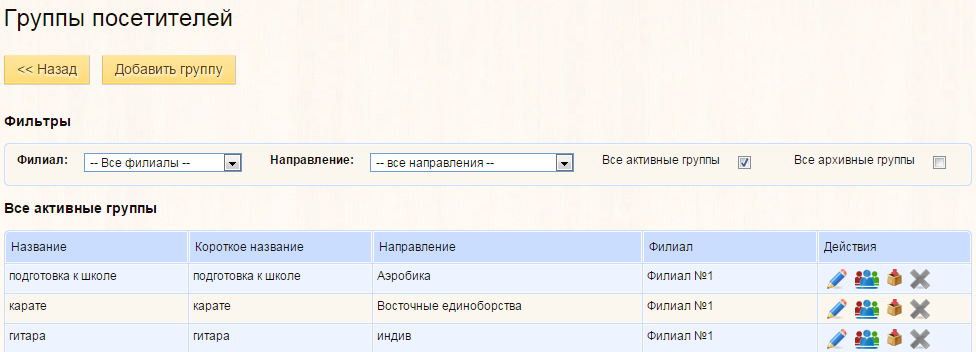 Группы посетителей
<< Назад Добавить группу
Фильтры
Филиал: -- Все филиалы -- Направление: -- все направления -- Все активные группы Все архивные группы
Все активные группы
Название Короткое название Направление Филиал Действия
подготовка к школе подготовка к школе Аэробика Филиал №1
карате карате Восточные единоборства Филиал №1
гитара гитара индив Филиал №1